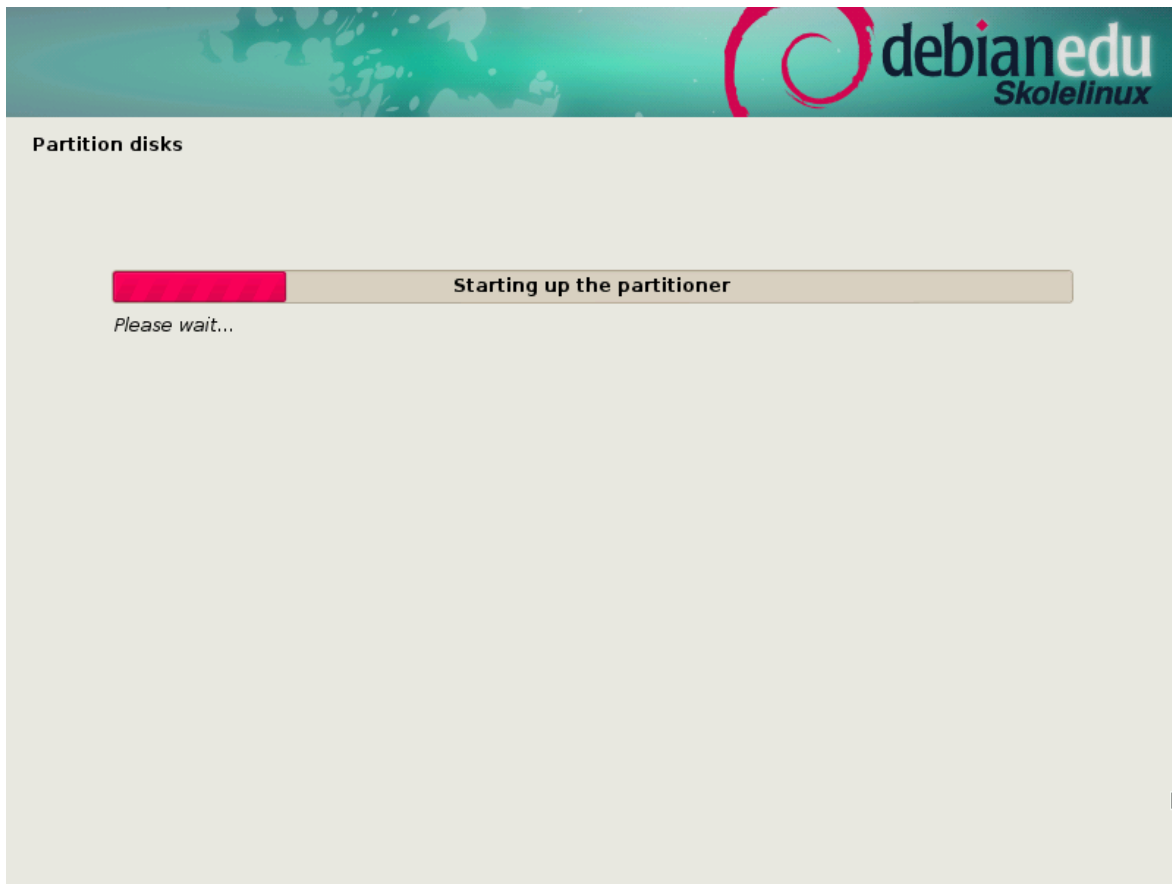 debianedu
Skolelinux
Partition disks
Starting up the partitioner
Please wait...